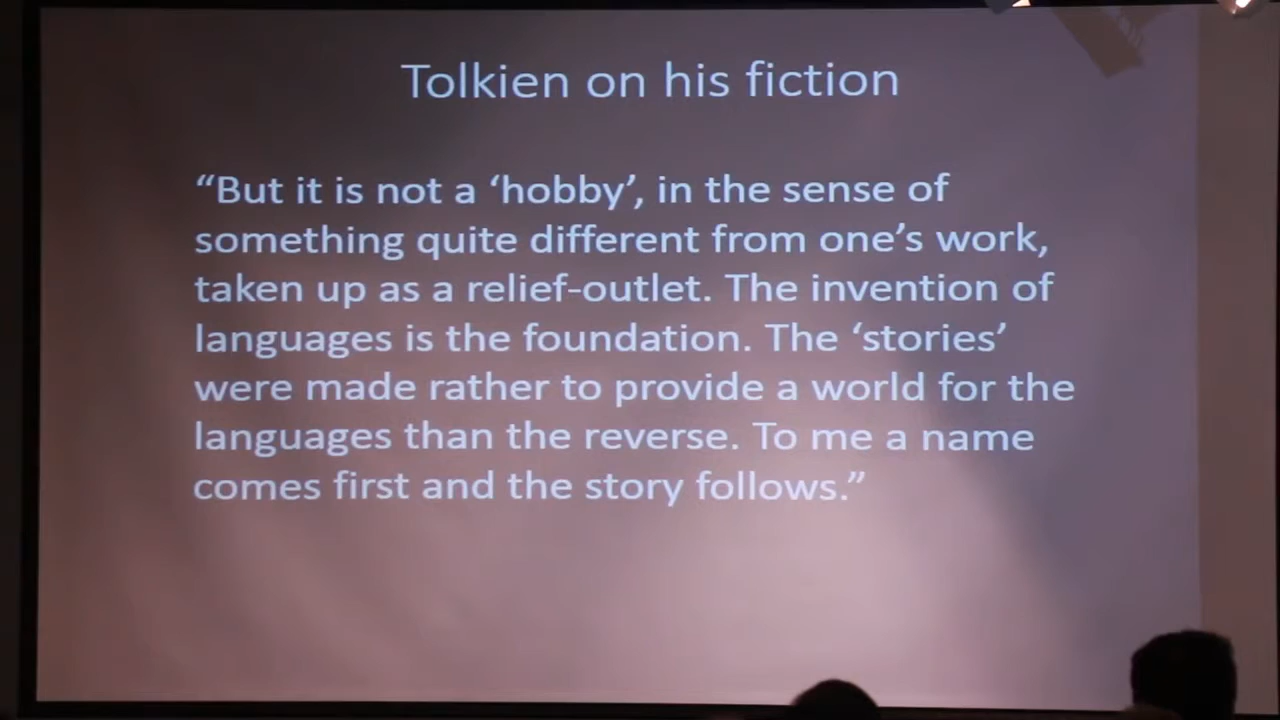 Tolkien on his fiction
“But it is not a ‘hobby’, in the sense of
something quite different from one’s work,
taken up as a relief-outlet. The invention of
languages is the foundation. The ‘stories’
were made rather to provide a world for the
languages than the reverse. To me a name
comes first and the story follows.”